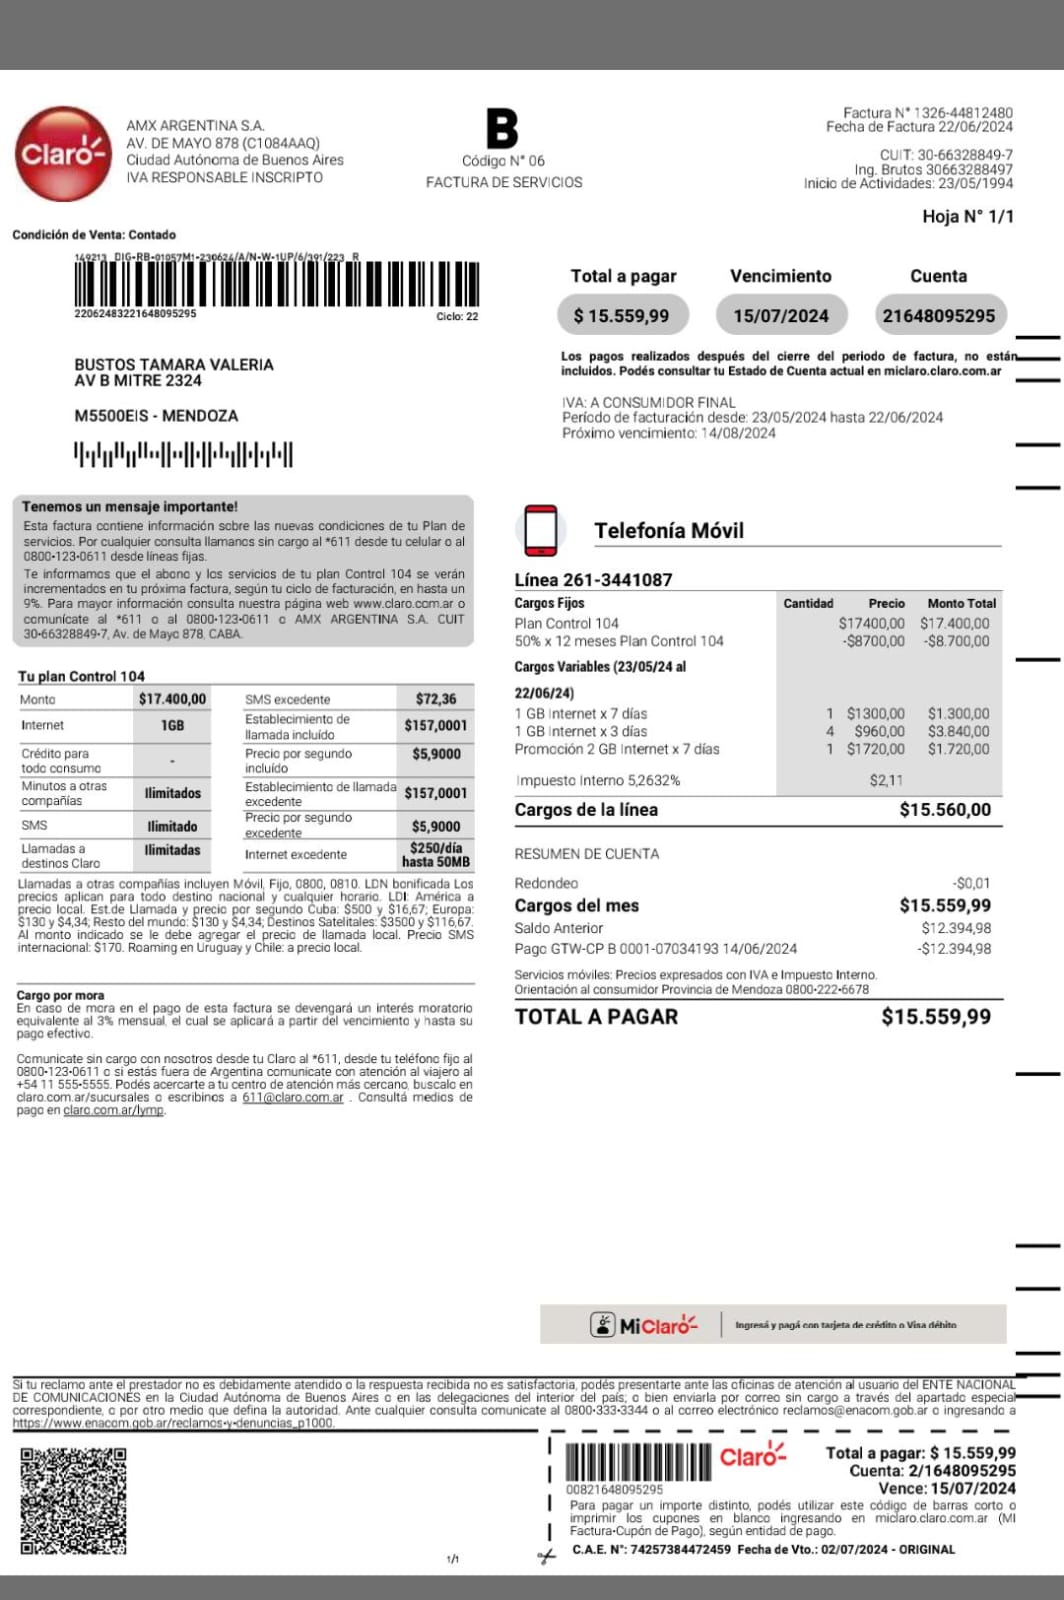 Claro
AMX ARGENTINA S.A.
AV. DE MAYO 878 (C1084AAQ)
Ciudad Autónoma de Buenos Aires
IVA RESPONSABLE INSCRIPTO
B
Código N° 06
FACTURA DE SERVICIOS
Factura N° 1326-44812480
Fecha de Factura 22/06/2024
CUIT: 30-66328849-7
Ing. Brutos 30663288497
Inicio de Actividades: 23/05/1994
Hoja N° 1/1
Condición de Venta: Contado
149213 DIG-RB-01057M1-230624/A/N-W-1UP/6/391/223 R
22062483221648095295
Ciclo: 22
Total a pagar Vencimiento Cuenta
$ 15.559,99 15/07/2024 21648095295
Los pagos realizados después del cierre del periodo de factura, no están
incluidos. Podés consultar tu Estado de Cuenta actual en miclaro.claro.com.ar
BUSTOS TAMARA VALERIA
AV B MITRE 2324
M5500EIS - MENDOZA
IVA: A CONSUMIDOR FINAL
Período de facturación desde: 23/05/2024 hasta 22/06/2024
Próximo vencimiento: 14/08/2024
Tenemos un mensaje importante!
Esta factura contiene información sobre las nuevas condiciones de tu Plan de
servicios. Por cualquier consulta llamanos sin cargo al *611 desde tu celular o al
0800-123-0611 desde líneas fijas.
Te informamos que el abono y los servicios de tu plan Control 104 se verán
incrementados en tu próxima factura, según tu ciclo de facturación, en hasta un
9%. Para mayor información consulta nuestra página web www.claro.com.ar o
comunícate al *611 o al 0800-123-0611 o AMX ARGENTINA S.A. CUIT
30-66328849-7, Av. de Mayo 878, CABA.
Tu plan Control 104
Monto $17.400,00 SMS excedente $72,36
Internet 1GB Establecimiento de llamada incluído $157,0001
Crédito para todo consumo - Precio por segundo incluído $5,9000
Minutos a otras compañías Ilimitados Establecimiento de llamada excedente $157,0001
SMS Ilimitado Precio por segundo excedente $5,9000
Llamadas a destinos Claro Ilimitadas Internet excedente $250/día hasta 50MB
Llamadas a otras compañías incluyen Móvil, Fijo, 0800, 0810. LDN bonificada Los
precios aplican para todo destino nacional y cualquier horario. LDI: América a
precio local. Est.de Llamada y precio por segundo Cuba: $500 y $16,67; Europa:
$130 y $4,34; Resto del mundo: $130 y $4,34; Destinos Satelitales: $3500 y $116,67.
Al monto indicado se le debe agregar el precio de llamada local. Precio SMS
internacional: $170. Roaming en Uruguay y Chile: a precio local.
Cargo por mora
En caso de mora en el pago de esta factura se devengará un interés moratorio
equivalente al 3% mensual, el cual se aplicará a partir del vencimiento y hasta su
pago efectivo.
Comunicate sin cargo con nosotros desde tu Claro al *611, desde tu teléfono fijo al
0800-123-0611 o si estás fuera de Argentina comunicate con atención al viajero al
+54 11 555-5555. Podés acercarte a tu centro de atención más cercano, buscalo en
claro.com.ar/sucursales o escribinos a 611@claro.com.ar . Consultá medios de
pago en claro.com.ar/lymp.
Telefonía Móvil
Línea 261-3441087
Cargos Fijos Cantidad Precio Monto Total
Plan Control 104 $17400,00 $17.400,00
50% x 12 meses Plan Control 104 -$8700,00 -$8.700,00
Cargos Variables (23/05/24 al
22/06/24)
1 GB Internet x 7 días 1 $1300,00 $1.300,00
1 GB Internet x 3 días 4 $960,00 $3.840,00
Promoción 2 GB Internet x 7 días 1 $1720,00 $1.720,00
Impuesto Interno 5,2632% $2,11
Cargos de la línea $15.560,00
RESUMEN DE CUENTA
Redondeo -$0,01
Cargos del mes $15.559,99
Saldo Anterior $12.394,98
Pago GTW-CP B 0001-07034193 14/06/2024 -$12.394,98
Servicios móviles: Precios expresados con IVA e Impuesto Interno.
Orientación al consumidor Provincia de Mendoza 0800-222-6678
TOTAL A PAGAR $15.559,99
MiClaro
Ingresá y pagá con tarjeta de crédito o Visa débito
Si tu reclamo ante el prestador no es debidamente atendido o la respuesta recibida no es satisfactoria, podés presentarte ante las oficinas de atención al usuario del ENTE NACIONAL
DE COMUNICACIONES en la Ciudad Autónoma de Buenos Aires o en las delegaciones del interior del país; o bien enviarla por correo sin cargo a través del apartado especial
correspondiente, o por otro medio que defina la autoridad. Ante cualquier consulta comunicate al 0800-333-3344 o al correo electrónico reclamos@enacom.gob.ar o ingresando a
https://www.enacom.gob.ar/reclamos-y-denuncias_p1000.
00821648095295
Claro
Total a pagar: $ 15.559,99
Cuenta: 2/1648095295
Vence: 15/07/2024
Para pagar un importe distinto, podés utilizar este código de barras corto o
imprimir los cupones en blanco ingresando en miclaro.claro.com.ar (MI
Factura-Cupón de Pago), según entidad de pago.
C.A.E. N°: 74257384472459 Fecha de Vto.: 02/07/2024 - ORIGINAL
1/1